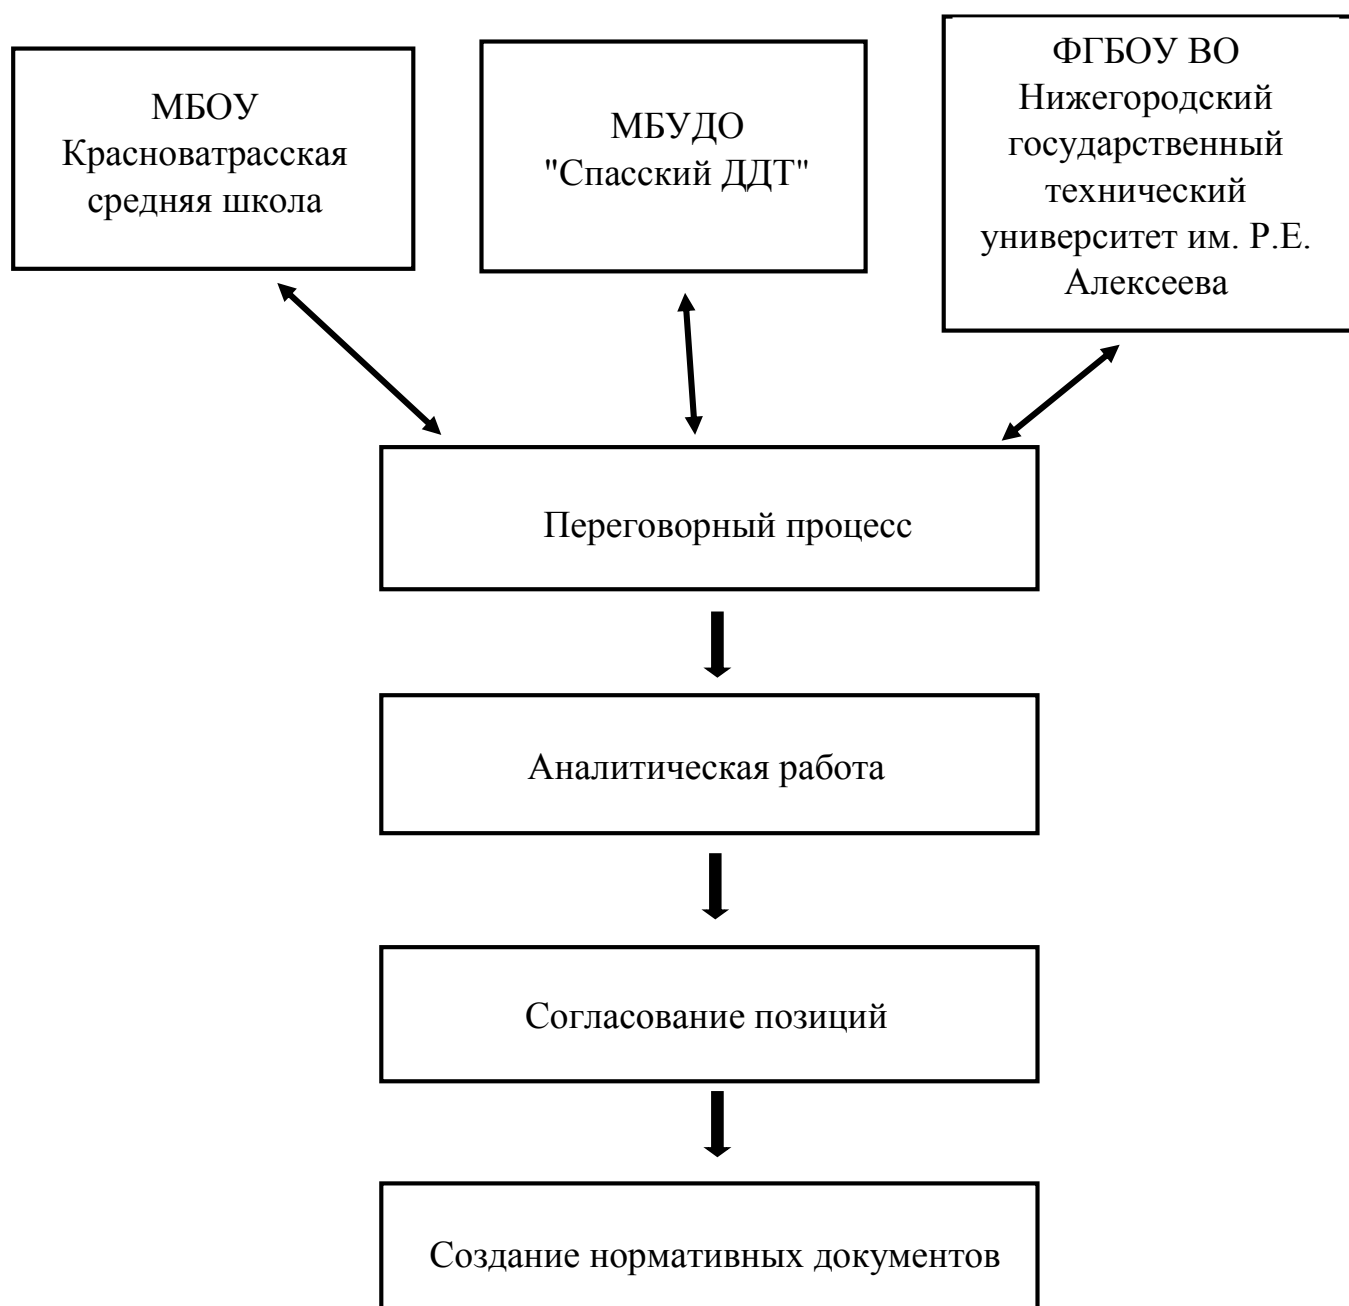 МБОУ
Красноватрасская
средняя школа
МБУДО
"Спасский ДДТ"
ФГБОУ ВО
Нижегородский
государственный
технический
университет им. Р.Е.
Алексеева
Переговорный процесс
Аналитическая работа
Согласование позиций
Создание нормативных документов